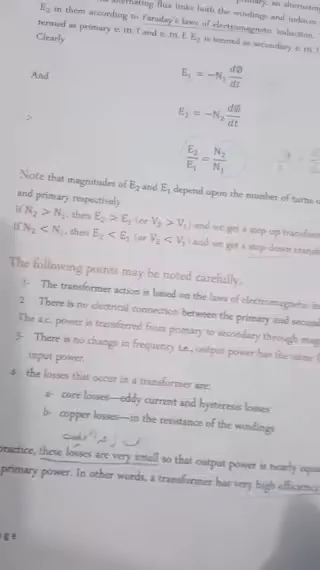 alternating flux links both the windings and induces
E₂ in them according to Faraday's laws of electromagnetic induction.
termed as primary e. m. f and e. m. f. E₂ is termed as secondary e. m. f
Clearly
E₁ = −N₁ dØ/dt
And
E₂ = −N₂ dØ/dt
E₂/E₁ = N₂/N₁
Note that magnitudes of E₂ and E₁ depend upon the number of turns
and primary respectively
If N₂ > N₁, then E₂ > E₁ (or V₂ > V₁) and we get a step up
If N₂ < N₁, then E₂ < E₁ (or V₂ < V₁) and we get a step down
The following points may be noted carefully:
1- The transformer action is based on the laws of electromagnetic
2 There is no electrical connection between the primary and
The a.c. power is transferred from primary to secondary through
3- There is no change in frequency i.e., output power has the same
input power.
4- the losses that occur in a transformer are:
a- core losses—eddy current and hysteresis losses
b- copper losses—in the resistance of the windings
practice, these losses are very small so that output power is nearly
primary power. In other words, a transformer has very high efficiency